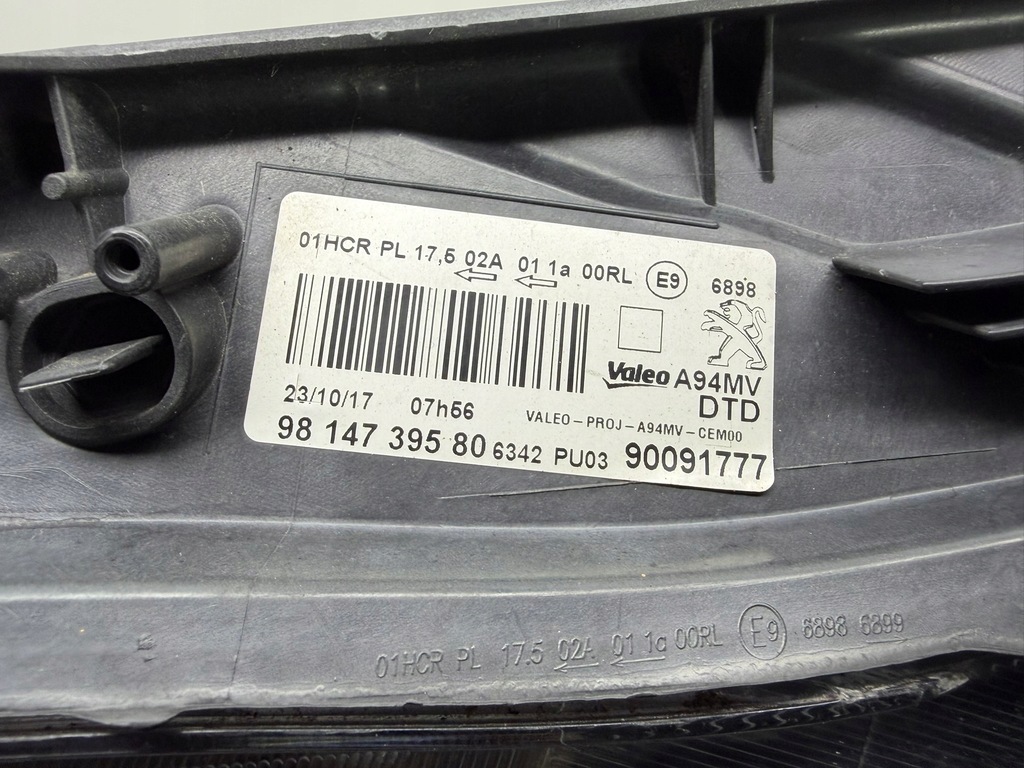 01HCR PL 17,5 02A 01 1a 00RL E9 6898
Valeo A94MV
DTD
23/10/17 07h56 VALEO-PROJ-A94MV-CEM00
98 147 395 80 6342 PU03 90091777
01HCR PL 17.5 02A 01 1a 00RL E9 6898 6899